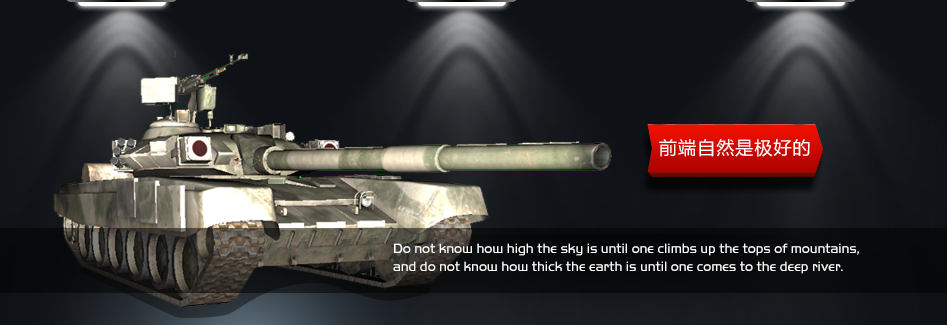 前端自然是极好的
Do not know how high the sky is until one climbs up the tops of mountains,
and do not know how thick the earth is until one comes to the deep river.